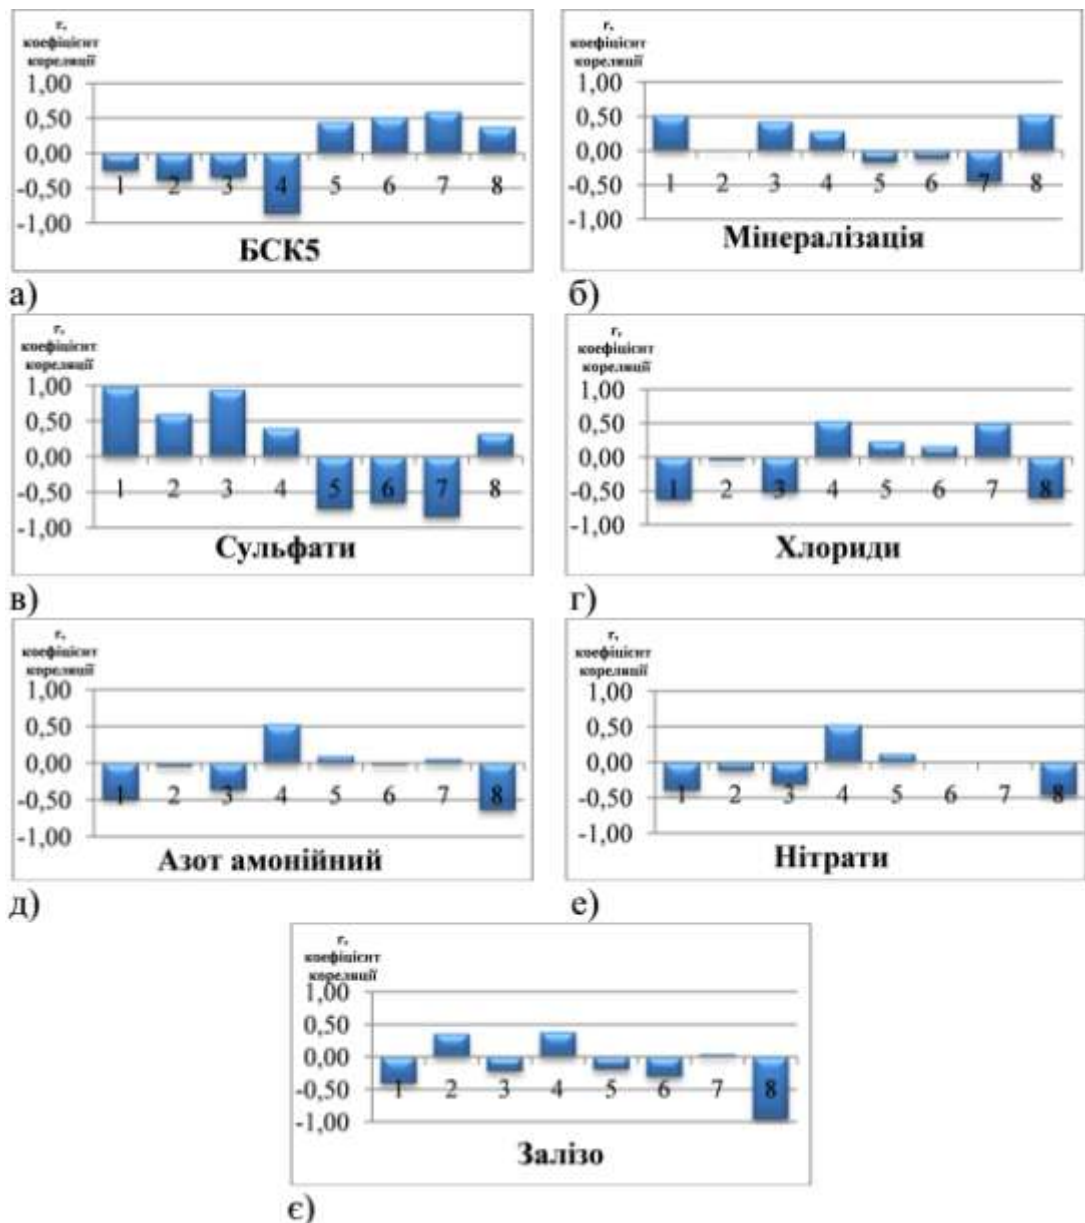 r,
коефіцієнт
кореляції
1,00
0,50
0,00
-0,50
-1,00
1 2 3 4 5 6 7 8
БСК5
а)
r,
коефіцієнт
кореляції
1,00
0,50
0,00
-0,50
-1,00
1 2 3 4 5 6 7 8
Мінералізація
б)
r,
коефіцієнт
кореляції
1,00
0,50
0,00
-0,50
-1,00
1 2 3 4 5 6 7 8
Сульфати
в)
r,
коефіцієнт
кореляції
1,00
0,50
0,00
-0,50
-1,00
1 2 3 4 5 6 7 8
Хлориди
г)
r,
коефіцієнт
кореляції
1,00
0,50
0,00
-0,50
-1,00
1 2 3 4 5 6 7 8
Азот амонійний
д)
r,
коефіцієнт
кореляції
1,00
0,50
0,00
-0,50
-1,00
1 2 3 4 5 6 7 8
Нітрати
е)
r,
коефіцієнт
кореляції
1,00
0,50
0,00
-0,50
-1,00
1 2 3 4 5 6 7 8
Залізо
є)